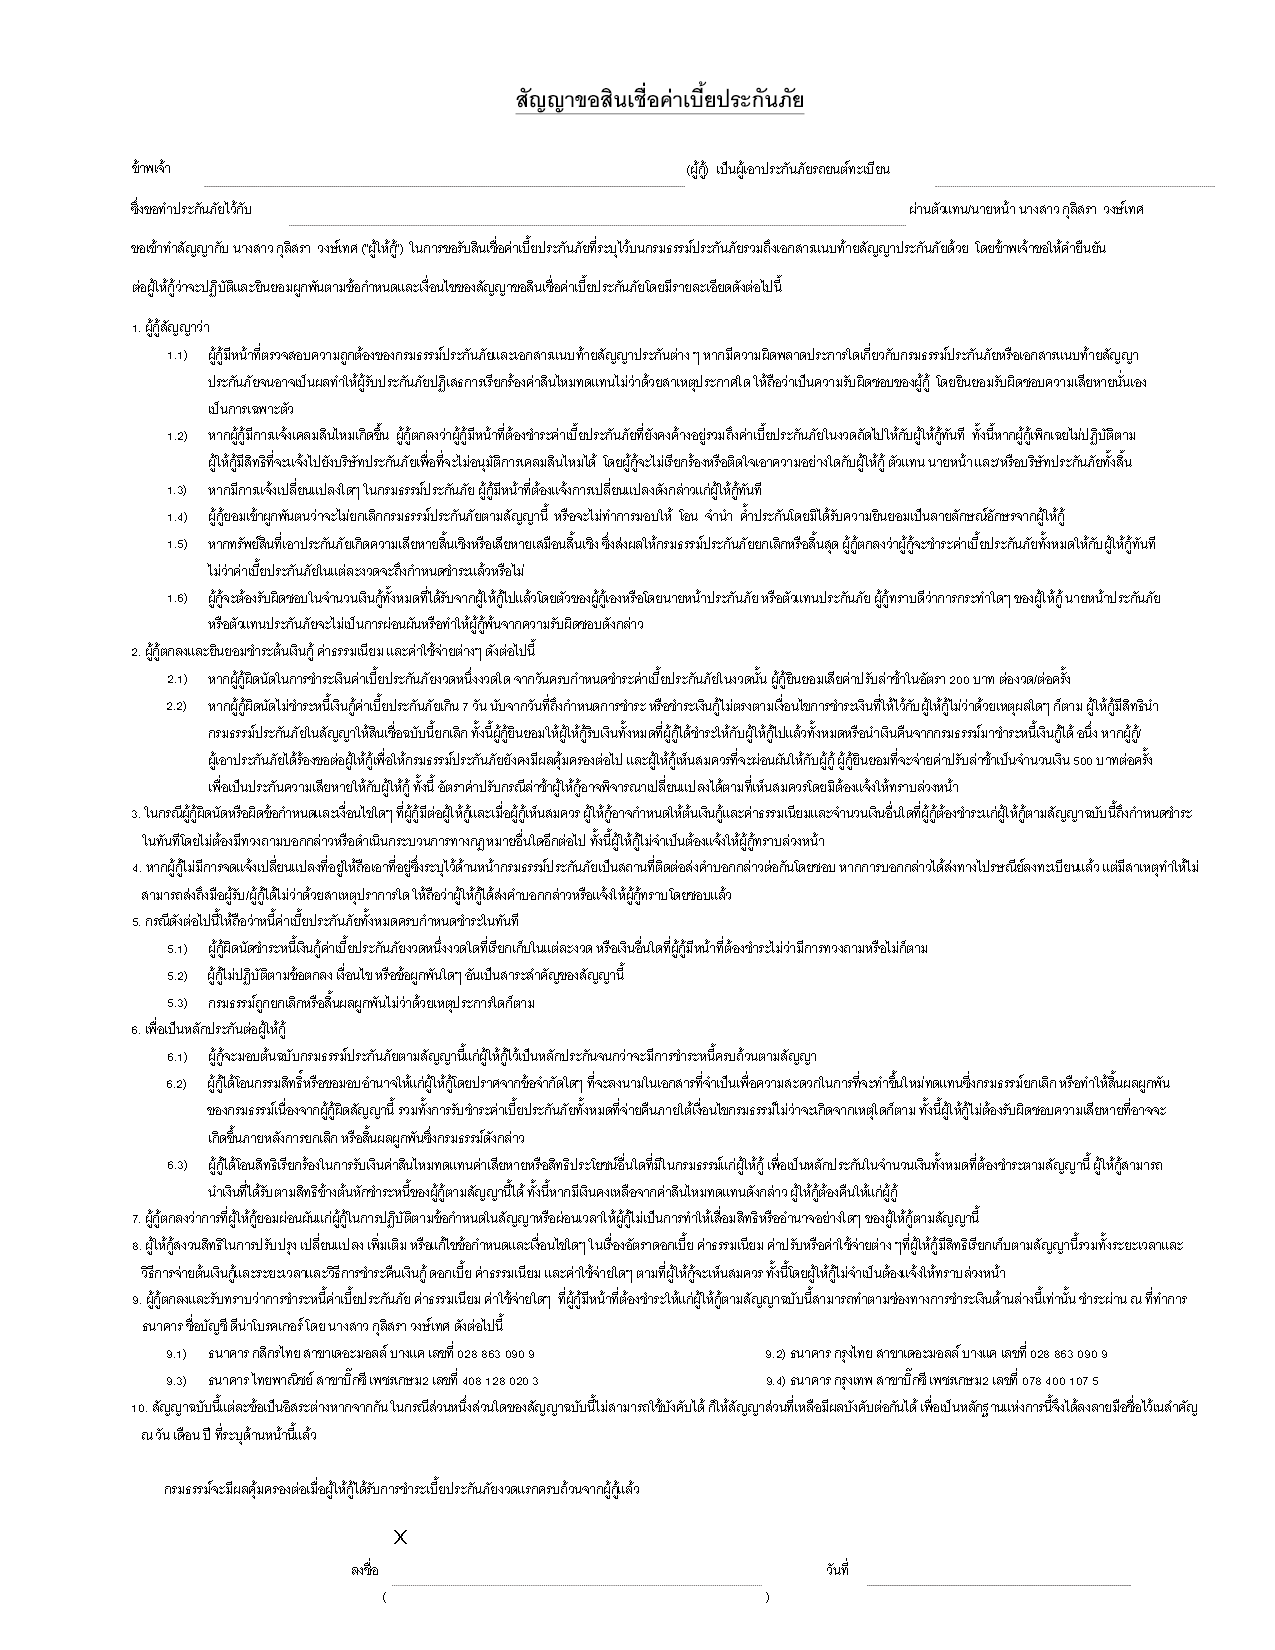 สัญญาขอสินเชื่อค่าเบี้ยประกันภัย
ข้าพเจ้า (ผู้กู้) เป็นผู้เอาประกันภัยรถยนต์ทะเบียน
ซึ่งขอทำประกันภัยไว้กับ ผ่านตัวแทน/นายหน้า นางสาว กุลิสรา วงษ์เทศ
ขอเข้าทำสัญญากับ นางสาว กุลิสรา วงษ์เทศ ("ผู้ให้กู้") ในการขอรับสินเชื่อค่าเบี้ยประกันภัยที่ระบุไว้บนกรมธรรม์ประกันภัยรวมถึงเอกสารแนบท้ายสัญญาประกันภัยด้วย โดยข้าพเจ้าขอให้คำยืนยัน
ต่อผู้ให้กู้ว่าจะปฏิบัติและยินยอมผูกพันตามข้อกำหนดและเงื่อนไขของสัญญาขอสินเชื่อค่าเบี้ยประกันภัยโดยมีรายละเอียดดังต่อไปนี้
1. ผู้กู้สัญญาว่า
1.1) ผู้กู้มีหน้าที่ตรวจสอบความถูกต้องของกรมธรรม์ประกันภัยและเอกสารแนบท้ายสัญญาประกันต่าง ๆ หากมีความผิดพลาดประการใดเกี่ยวกับกรมธรรม์ประกันภัยหรือเอกสารแนบท้ายสัญญา
ประกันภัยจนอาจเป็นผลทำให้ผู้รับประกันภัยปฏิเสธการเรียกร้องค่าสินไหมทดแทนไม่ว่าด้วยสาเหตุประกาศใด ให้ถือว่าเป็นความรับผิดชอบของผู้กู้ โดยยินยอมรับผิดชอบความเสียหายนั่นเอง
เป็นการเฉพาะตัว
1.2) หากผู้กู้มีการแจ้งเคลมสินไหมเกิดขึ้น ผู้กู้ตกลงว่าผู้กู้มีหน้าที่ต้องชำระค่าเบี้ยประกันภัยที่ยังคงค้างอยู่รวมถึงค่าเบี้ยประกันภัยในงวดถัดไปให้กับผู้ให้กู้ทันที ทั้งนี้หากผู้กู้เพิกเฉยไม่ปฏิบัติตาม
ผู้ให้กู้มีสิทธิที่จะแจ้งไปยังบริษัทประกันภัยเพื่อที่จะไม่อนุมัติการเคลมสินไหมได้ โดยผู้กู้จะไม่เรียกร้องหรือติดใจเอาความอย่างใดกับผู้ให้กู้ ตัวแทน นายหน้า และ/หรือบริษัทประกันภัยทั้งสิ้น
1.3) หากมีการแจ้งเปลี่ยนแปลงใดๆ ในกรมธรรม์ประกันภัย ผู้กู้มีหน้าที่ต้องแจ้งการเปลี่ยนแปลงดังกล่าวแก่ผู้ให้กู้ทันที
1.4) ผู้กู้ยอมเข้าผูกพันตนว่าจะไม่ยกเลิกกรมธรรม์ประกันภัยตามสัญญานี้ หรือจะไม่ทำการมอบให้ โอน จำนำ ค้ำประกันโดยมิได้รับความยินยอมเป็นลายลักษณ์อักษรจากผู้ให้กู้
1.5) หากทรัพย์สินที่เอาประกันภัยเกิดความเสียหายสิ้นเชิงหรือเสียหายเสมือนสิ้นเชิง ซึ่งส่งผลให้กรมธรรม์ประกันภัยยกเลิกหรือสิ้นสุด ผู้กู้ตกลงว่าผู้กู้จะชำระค่าเบี้ยประกันภัยทั้งหมดให้กับผู้ให้กู้ทันที
ไม่ว่าค่าเบี้ยประกันภัยในแต่ละงวดจะถึงกำหนดชำระแล้วหรือไม่
1.6) ผู้กู้จะต้องรับผิดชอบในจำนวนเงินกู้ทั้งหมดที่ได้รับจากผู้ให้กู้ไปแล้วโดยตัวของผู้กู้เองหรือโดยนายหน้าประกันภัย หรือตัวแทนประกันภัย ผู้กู้ทราบดีว่าการกระทำใดๆ ของผู้ให้กู้ นายหน้าประกันภัย
หรือตัวแทนประกันภัยจะไม่เป็นการผ่อนผันหรือทำให้ผู้กู้พ้นจากความรับผิดชอบดังกล่าว
2. ผู้กู้ตกลงและยินยอมชำระต้นเงินกู้ ค่าธรรมเนียม และค่าใช้จ่ายต่างๆ ดังต่อไปนี้
2.1) หากผู้กู้ผิดนัดในการชำระเงินค่าเบี้ยประกันภัยงวดหนึ่งงวดใด จากวันครบกำหนดชำระค่าเบี้ยประกันภัยในงวดนั้น ผู้กู้ยินยอมเสียค่าปรับล่าช้าในอัตรา 200 บาท ต่องวด/ต่อครั้ง
2.2) หากผู้กู้ผิดนัดไม่ชำระหนี้เงินกู้ค่าเบี้ยประกันภัยเกิน 7 วัน นับจากวันที่ถึงกำหนดการชำระ หรือชำระเงินกู้ไม่ตรงตามเงื่อนไขการชำระเงินที่ให้ไว้กับผู้ให้กู้ไม่ว่าด้วยเหตุผลใดๆ ก็ตาม ผู้ให้กู้มีสิทธินำ
กรมธรรม์ประกันภัยในสัญญาให้สินเชื่อฉบับนี้ยกเลิก ทั้งนี้ผู้กู้ยินยอมให้ผู้ให้กู้รับเงินทั้งหมดที่ผู้กู้ได้ชำระให้กับผู้ให้กู้ไปแล้วทั้งหมดหรือนำเงินคืนจากกรมธรรม์มาชำระหนี้เงินกู้ได้ อนึ่ง หากผู้กู้/
ผู้เอาประกันภัยได้ร้องขอต่อผู้ให้กู้เพื่อให้กรมธรรม์ประกันภัยยังคงมีผลคุ้มครองต่อไป และผู้ให้กู้เห็นสมควรที่จะผ่อนผันให้กับผู้กู้ ผู้กู้ยินยอมที่จะจ่ายค่าปรับล่าช้าเป็นจำนวนเงิน 500 บาทต่อครั้ง
เพื่อเป็นประกันความเสียหายให้กับผู้ให้กู้ ทั้งนี้ อัตราค่าปรับกรณีล่าช้าผู้ให้กู้อาจพิจารณาเปลี่ยนแปลงได้ตามที่เห็นสมควรโดยมิต้องแจ้งให้ทราบล่วงหน้า
3. ในกรณีผู้กู้ผิดนัดหรือผิดข้อกำหนดและเงื่อนไขใดๆ ที่ผู้กู้มีต่อผู้ให้กู้และเมื่อผู้กู้เห็นสมควร ผู้ให้กู้อาจกำหนดให้ต้นเงินกู้และค่าธรรมเนียมและจำนวนเงินอื่นใดที่ผู้กู้ต้องชำระแก่ผู้ให้กู้ตามสัญญาฉบับนี้ถึงกำหนดชำระ
ในทันทีโดยไม่ต้องมีทวงถามบอกกล่าวหรือดำเนินกระบวนการทางกฎหมายอื่นใดอีกต่อไป ทั้งนี้ผู้ให้กู้ไม่จำเป็นต้องแจ้งให้ผู้กู้ทราบล่วงหน้า
4. หากผู้กู้ไม่มีการจดแจ้งเปลี่ยนแปลงที่อยู่ให้ถือเอาที่อยู่ซึ่งระบุไว้ด้านหน้ากรมธรรม์ประกันภัยเป็นสถานที่ติดต่อส่งคำบอกกล่าวต่อกันโดยชอบ หากการบอกกล่าวได้ส่งทางไปรษณีย์ลงทะเบียนแล้ว แต่มีสาเหตุทำให้ไม่
สามารถส่งถึงมือผู้รับ/ผู้กู้ได้ไม่ว่าด้วยสาเหตุปราการใด ให้ถือว่าผู้ให้กู้ได้ส่งคำบอกกล่าวหรือแจ้งให้ผู้กู้ทราบโดยชอบแล้ว
5. กรณีดังต่อไปนี้ให้ถือว่าหนี้ค่าเบี้ยประกันภัยทั้งหมดครบกำหนดชำระในทันที
5.1) ผู้กู้ผิดนัดชำระหนี้เงินกู้ค่าเบี้ยประกันภัยงวดหนึ่งงวดใดที่เรียกเก็บในแต่ละงวด หรือเงินอื่นใดที่ผู้กู้มีหน้าที่ต้องชำระไม่ว่ามีการทวงถามหรือไม่ก็ตาม
5.2) ผู้กู้ไม่ปฏิบัติตามข้อตกลง เงื่อนไข หรือข้อผูกพันใดๆ อันเป็นสาระสำคัญของสัญญานี้
5.3) กรมธรรม์ถูกยกเลิกหรือสิ้นผลผูกพันไม่ว่าด้วยเหตุประการใดก็ตาม
6. เพื่อเป็นหลักประกันต่อผู้ให้กู้
6.1) ผู้กู้จะมอบต้นฉบับกรมธรรม์ประกันภัยตามสัญญานี้แก่ผู้ให้กู้ไว้เป็นหลักประกันจนกว่าจะมีการชำระหนี้ครบถ้วนตามสัญญา
6.2) ผู้กู้ได้โอนกรรมสิทธิ์หรือขอมอบอำนาจให้แก่ผู้ให้กู้โดยปราศจากข้อจำกัดใดๆ ที่จะลงนามในเอกสารที่จำเป็นเพื่อความสะดวกในการที่จะทำขึ้นใหม่ทดแทนซึ่งกรมธรรม์ยกเลิก หรือทำให้สิ้นผลผูกพัน
ของกรมธรรม์เนื่องจากผู้กู้ผิดสัญญานี้ รวมทั้งการรับชำระค่าเบี้ยประกันภัยทั้งหมดที่จ่ายคืนภายใต้เงื่อนไขกรมธรรม์ไม่ว่าจะเกิดจากเหตุใดก็ตาม ทั้งนี้ผู้ให้กู้ไม่ต้องรับผิดชอบความเสียหายที่อาจจะ
เกิดขึ้นภายหลังการยกเลิก หรือสิ้นผลผูกพันซึ่งกรมธรรม์ดังกล่าว
6.3) ผู้กู้ได้โอนสิทธิเรียกร้องในการรับเงินค่าสินไหมทดแทนค่าเสียหายหรือสิทธิประโยชน์อื่นใดที่มีในกรมธรรม์แก่ผู้ให้กู้ เพื่อเป็นหลักประกันในจำนวนเงินทั้งหมดที่ต้องชำระตามสัญญานี้ ผู้ให้กู้สามารถ
นำเงินที่ได้รับตามสิทธิข้างต้นหักชำระหนี้ของผู้กู้ตามสัญญานี้ได้ ทั้งนี้หากมีเงินคงเหลือจากค่าสินไหมทดแทนดังกล่าว ผู้ให้กู้ต้องคืนให้แก่ผู้กู้
7. ผู้กู้ตกลงว่าการที่ผู้ให้กู้ยอมผ่อนผันแก่ผู้กู้ในการปฏิบัติตามข้อกำหนดในสัญญาหรือผ่อนเวลาให้ผู้กู้ไม่เป็นการทำให้เสื่อมสิทธิหรืออำนาจอย่างใดๆ ของผู้ให้กู้ตามสัญญานี้
8. ผู้ให้กู้สงวนสิทธิในการปรับปรุง เปลี่ยนแปลง เพิ่มเติม หรือแก้ไขข้อกำหนดและเงื่อนไขใดๆ ในเรื่องอัตราดอกเบี้ย ค่าธรรมเนียม ค่าปรับหรือค่าใช้จ่ายต่าง ๆที่ผู้ให้กู้มีสิทธิเรียกเก็บตามสัญญานี้รวมทั้งระยะเวลาและ
วิธีการจ่ายต้นเงินกู้และระยะเวลาและวิธีการชำระคืนเงินกู้ ดอกเบี้ย ค่าธรรมเนียม และค่าใช้จ่ายใดๆ ตามที่ผู้ให้กู้จะเห็นสมควร ทั้งนี้โดยผู้ให้กู้ไม่จำเป็นต้องแจ้งให้ทราบล่วงหน้า
9. ผู้กู้ตกลงและรับทราบว่าการชำระหนี้ค่าเบี้ยประกันภัย ค่าธรรมเนียม ค่าใช้จ่ายใดๆ ที่ผู้กู้มีหน้าที่ต้องชำระให้แก่ผู้ให้กู้ตามสัญญาฉบับนี้สามารถทำตามช่องทางการชำระเงินด้านล่างนี้เท่านั้น ชำระผ่าน ณ ที่ทำการ
ธนาคาร ชื่อบัญชี ดีน่าโบรคเกอร์ โดย นางสาว กุลิสรา วงษ์เทศ ดังต่อไปนี้
9.1) ธนาคาร กสิกรไทย สาขาเดอะมอลล์ บางแค เลขที่ 028 863 090 9 9.2) ธนาคาร กรุงไทย สาขาเดอะมอลล์ บางแค เลขที่ 028 863 090 9
9.3) ธนาคาร ไทยพาณิชย์ สาขาบิ๊กซี เพชรเกษม2 เลขที่ 408 128 020 3 9.4) ธนาคาร กรุงเทพ สาขาบิ๊กซี เพชรเกษม2 เลขที่ 078 400 107 5
10. สัญญาฉบับนี้แต่ละข้อเป็นอิสระต่างหากจากกัน ในกรณีส่วนหนึ่งส่วนใดของสัญญาฉบับนี้ไม่สามารถใช้บังคับได้ ก็ให้สัญญาส่วนที่เหลือมีผลบังคับต่อกันได้ เพื่อเป็นหลักฐานแห่งการนี้จึงได้ลงลายมือชื่อไว้เป็นสำคัญ
ณ วัน เดือน ปี ที่ระบุด้านหน้านี้แล้ว
กรมธรรม์จะมีผลคุ้มครองต่อเมื่อผู้ให้กู้ได้รับการชำระเบี้ยประกันภัยงวดแรกครบถ้วนจากผู้กู้แล้ว
X
ลงชื่อ วันที่
( )